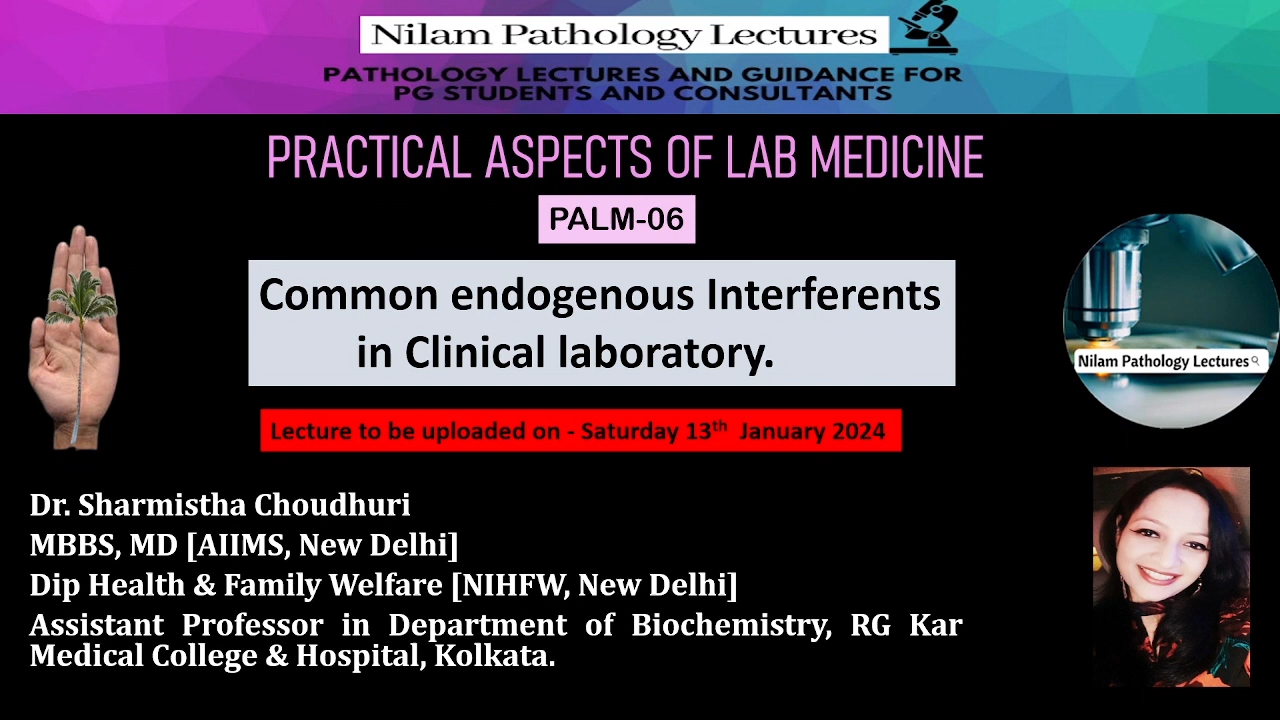 Nilam Pathology Lectures
PATHOLOGY LECTURES AND GUIDANCE FOR
PG STUDENTS AND CONSULTANTS
PRACTICAL ASPECTS OF LAB MEDICINE
PALM-06
Common endogenous Interferents
in Clinical laboratory.
Nilam Pathology Lectures
Lecture to be uploaded on - Saturday 13th January 2024
Dr. Sharmistha Choudhuri
MBBS, MD [AIIMS, New Delhi]
Dip Health & Family Welfare [NIHFW, New Delhi]
Assistant Professor in Department of Biochemistry, RG Kar
Medical College & Hospital, Kolkata.